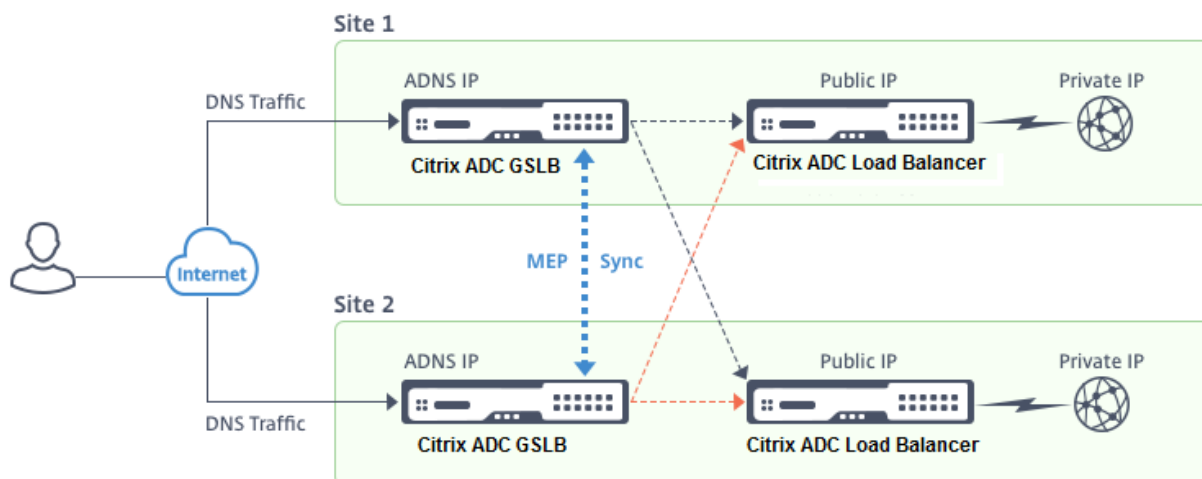 Site 1
ADNS IP
Public IP
Private IP
DNS Traffic
Citrix ADC GSLB
Citrix ADC Load Balancer
Internet
MEP Sync
Site 2
ADNS IP
Public IP
Private IP
DNS Traffic
Citrix ADC GSLB
Citrix ADC Load Balancer